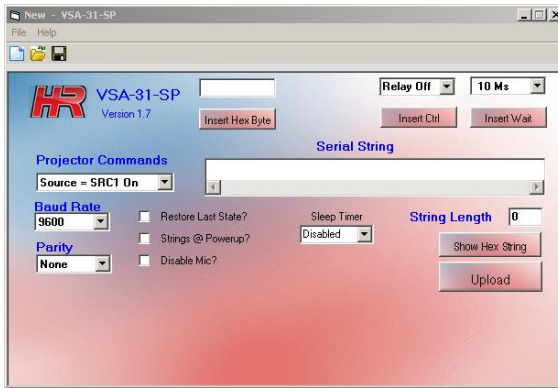 New - VSA-31-SP
File Help
HR
VSA-31-SP
Version 1.7
Insert Hex Byte
Relay Off
10 Ms
Insert Ctrl
Insert Wait
Projector Commands
Serial String
Source = SRC1 On
Baud Rate
9600
Restore Last State?
Sleep Timer
String Length 0
Strings @ Powerup?
Disabled
Parity
None
Disable Mic?
Show Hex String
Upload